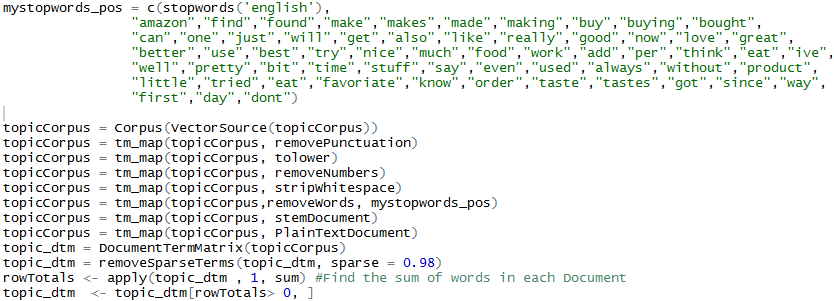 mystopwords_pos = c(stopwords('english'),
"amazon","find","found","make","makes","made","making","buy","buying","bought",
"can","one","just","will","get","also","like","really","good","now","love","great",
"better","use","best","try","nice","much","food","work","add","per","think","eat","ive",
"well","pretty","bit","time","stuff","say","even","used","always","without","product",
"little","tried","eat","favoriate","know","order","taste","tastes","got","since","way",
"first","day","dont")
topicCorpus = Corpus(VectorSource(topicCorpus))
topicCorpus = tm_map(topicCorpus, removePunctuation)
topicCorpus = tm_map(topicCorpus, tolower)
topicCorpus = tm_map(topicCorpus, removeNumbers)
topicCorpus = tm_map(topicCorpus, stripWhitespace)
topicCorpus = tm_map(topicCorpus,removeWords, mystopwords_pos)
topicCorpus = tm_map(topicCorpus, stemDocument)
topicCorpus = tm_map(topicCorpus, PlainTextDocument)
topic_dtm = DocumentTermMatrix(topicCorpus)
topic_dtm = removeSparseTerms(topic_dtm, sparse = 0.98)
rowTotals <- apply(topic_dtm , 1, sum) #Find the sum of words in each Document
topic_dtm  <- topic_dtm[rowTotals> 0, ]